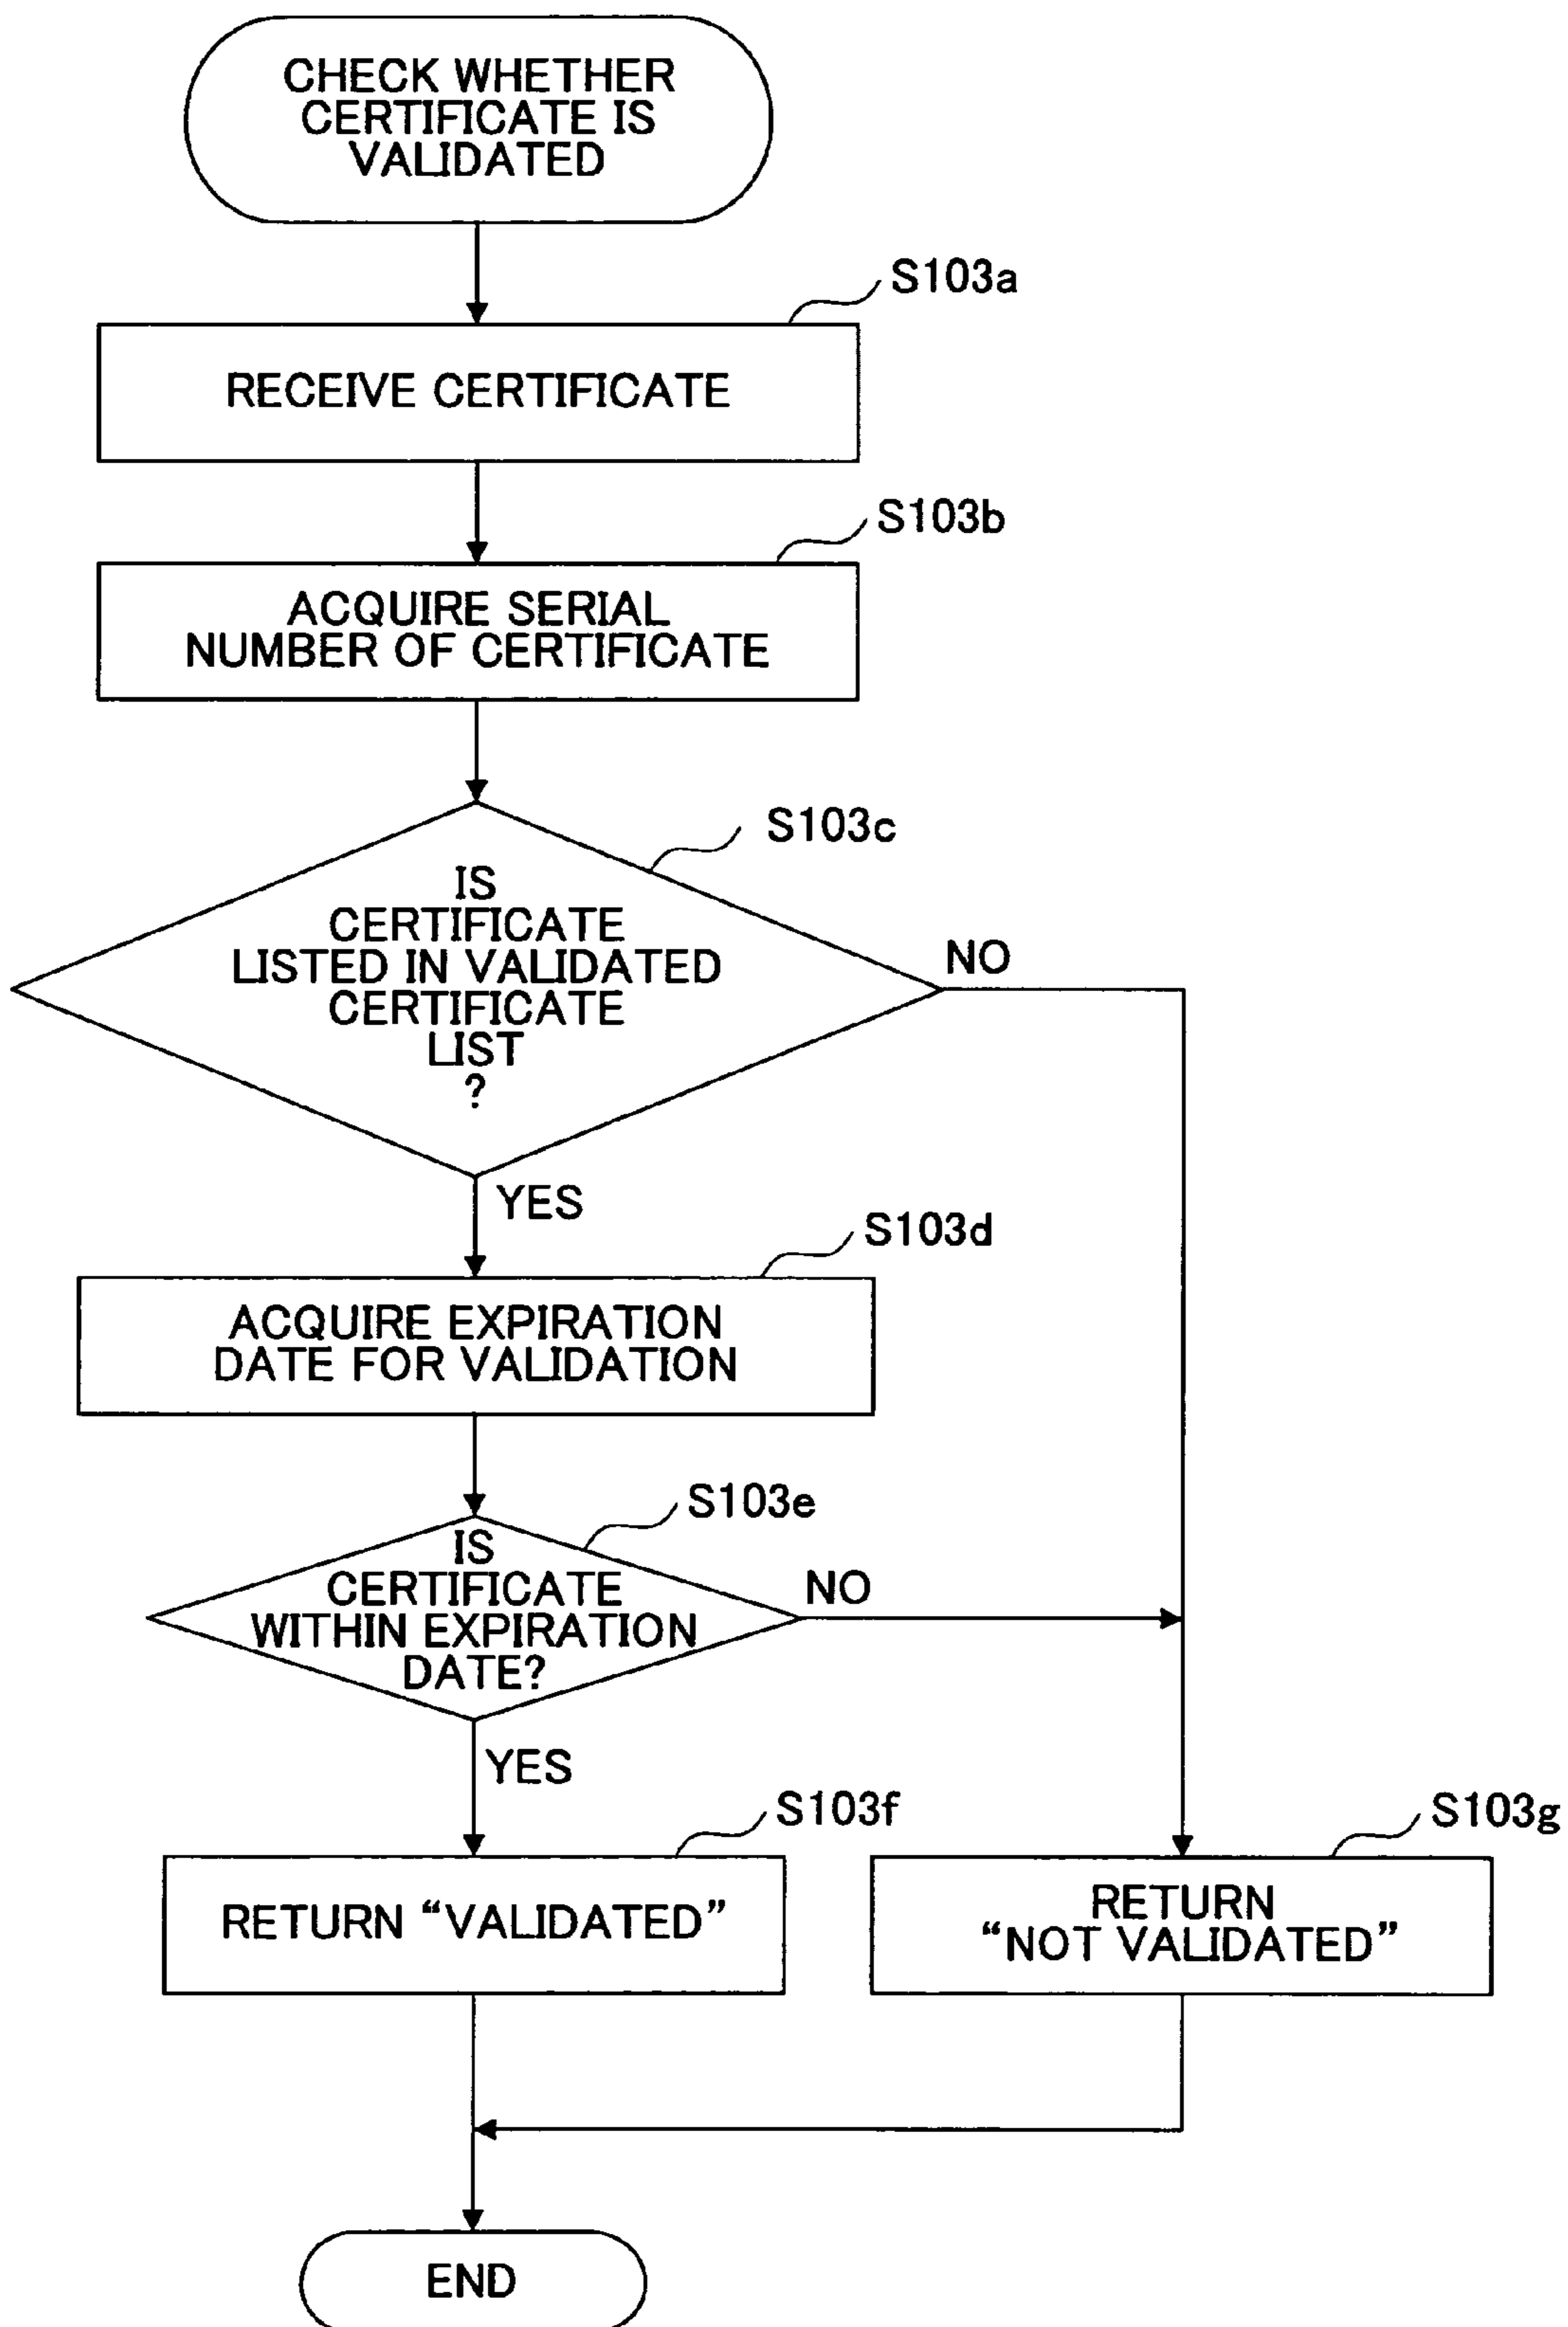 CHECK WHETHER
CERTIFICATE IS
VALIDATED
S103a
RECEIVE CERTIFICATE
S103b
ACQUIRE SERIAL
NUMBER OF CERTIFICATE
S103c
IS
CERTIFICATE
LISTED IN VALIDATED
CERTIFICATE
LIST
?
NO
YES
S103d
ACQUIRE EXPIRATION
DATE FOR VALIDATION
S103e
IS
CERTIFICATE
WITHIN EXPIRATION
DATE?
NO
YES
S103f
RETURN “VALIDATED”
S103g
RETURN
“NOT VALIDATED”
END